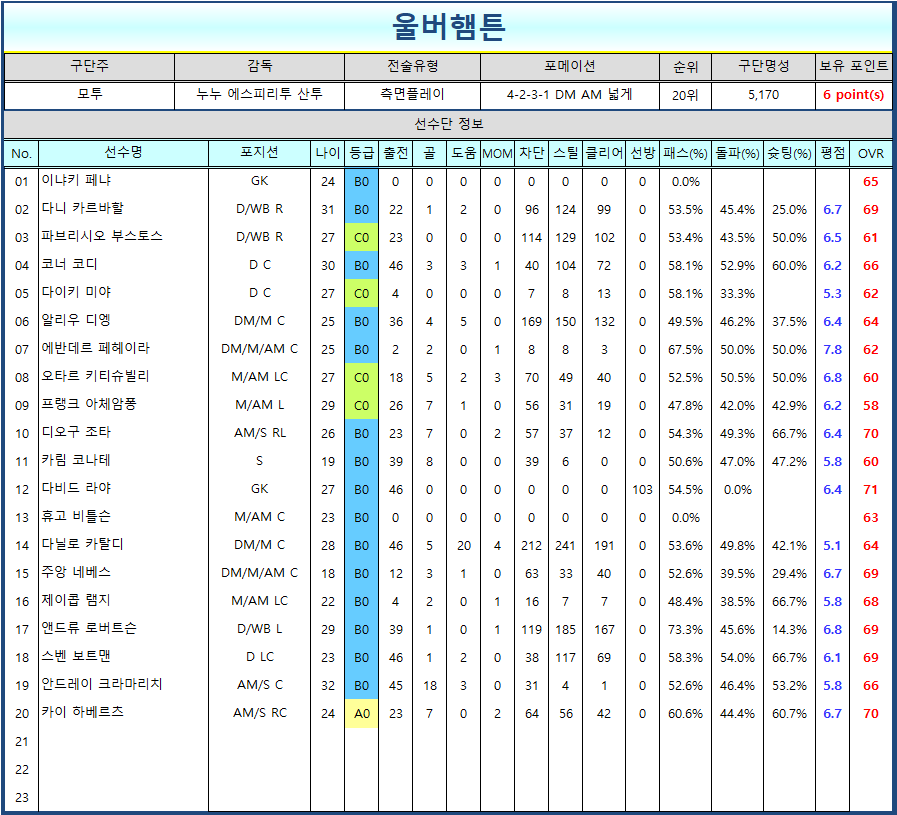 울버햄튼
구단주 감독 전술유형 포메이션 순위 구단명성 보유 포인트
모투 누누 에스피리투 산투 측면플레이 4-2-3-1 DM AM 넓게 20위 5,170 6 point(s)
선수단 정보
No. 선수명 포지션 나이 등급 출전 골 도움 MOM 차단 스틸 클리어 선방 패스(%) 돌파(%) 슛팅(%) 평점 OVR
01 이냐키 페냐 GK 24 B0 0 0 0 0 0 0 0 0 0.0% 65
02 다니 카르바할 D/WB R 31 B0 22 1 2 0 96 124 99 0 53.5% 45.4% 25.0% 6.7 69
03 파브리시오 부스토스 D/WB R 27 C0 23 0 0 0 114 129 102 0 53.4% 43.5% 50.0% 6.5 61
04 코너 코디 D C 30 B0 46 3 3 1 40 104 72 0 58.1% 52.9% 60.0% 6.2 66
05 다이키 미야 D C 27 C0 4 0 0 0 7 8 13 0 58.1% 33.3% 5.3 62
06 알리우 디엥 DM/M C 25 B0 36 4 5 0 169 150 132 0 49.5% 46.2% 37.5% 6.4 64
07 에반데르 페헤이라 DM/M/AM C 25 B0 2 2 0 1 8 8 3 0 67.5% 50.0% 50.0% 7.8 62
08 오타르 키티슈빌리 M/AM LC 27 C0 18 5 2 3 70 49 40 0 52.5% 50.5% 50.0% 6.8 60
09 프랭크 아체암퐁 M/AM L 29 C0 26 7 1 0 56 31 19 0 47.8% 42.0% 42.9% 6.2 58
10 디오구 조타 AM/S RL 26 B0 23 7 0 2 57 37 12 0 54.3% 49.3% 66.7% 6.4 70
11 카림 코나테 S 19 B0 39 8 0 0 39 6 0 0 50.6% 47.0% 47.2% 5.8 60
12 다비드 라야 GK 27 B0 46 0 0 0 0 0 0 103 54.5% 0.0% 6.4 71
13 휴고 비틀슨 M/AM C 23 B0 0 0 0 0 0 0 0 0 0.0% 63
14 다닐로 카탈디 DM/M C 28 B0 46 5 20 4 212 241 191 0 53.6% 49.8% 42.1% 5.1 64
15 주앙 네베스 DM/M/AM C 18 B0 12 3 1 0 63 33 40 0 52.6% 39.5% 29.4% 6.7 69
16 제이콥 램지 M/AM LC 22 B0 4 2 0 1 16 7 7 0 48.4% 38.5% 66.7% 5.8 68
17 앤드류 로버트슨 D/WB L 29 B0 39 1 0 1 119 185 167 0 73.3% 45.6% 14.3% 6.8 69
18 스벤 보트만 D LC 23 B0 46 1 2 0 38 117 69 0 58.3% 54.0% 66.7% 6.1 69
19 안드레이 크라마리치 AM/S C 32 B0 45 18 3 0 31 4 1 0 52.6% 46.4% 53.2% 5.8 66
20 카이 하베르츠 AM/S RC 24 A0 23 7 0 2 64 56 42 0 60.6% 44.4% 60.7% 6.7 70
21
22
23